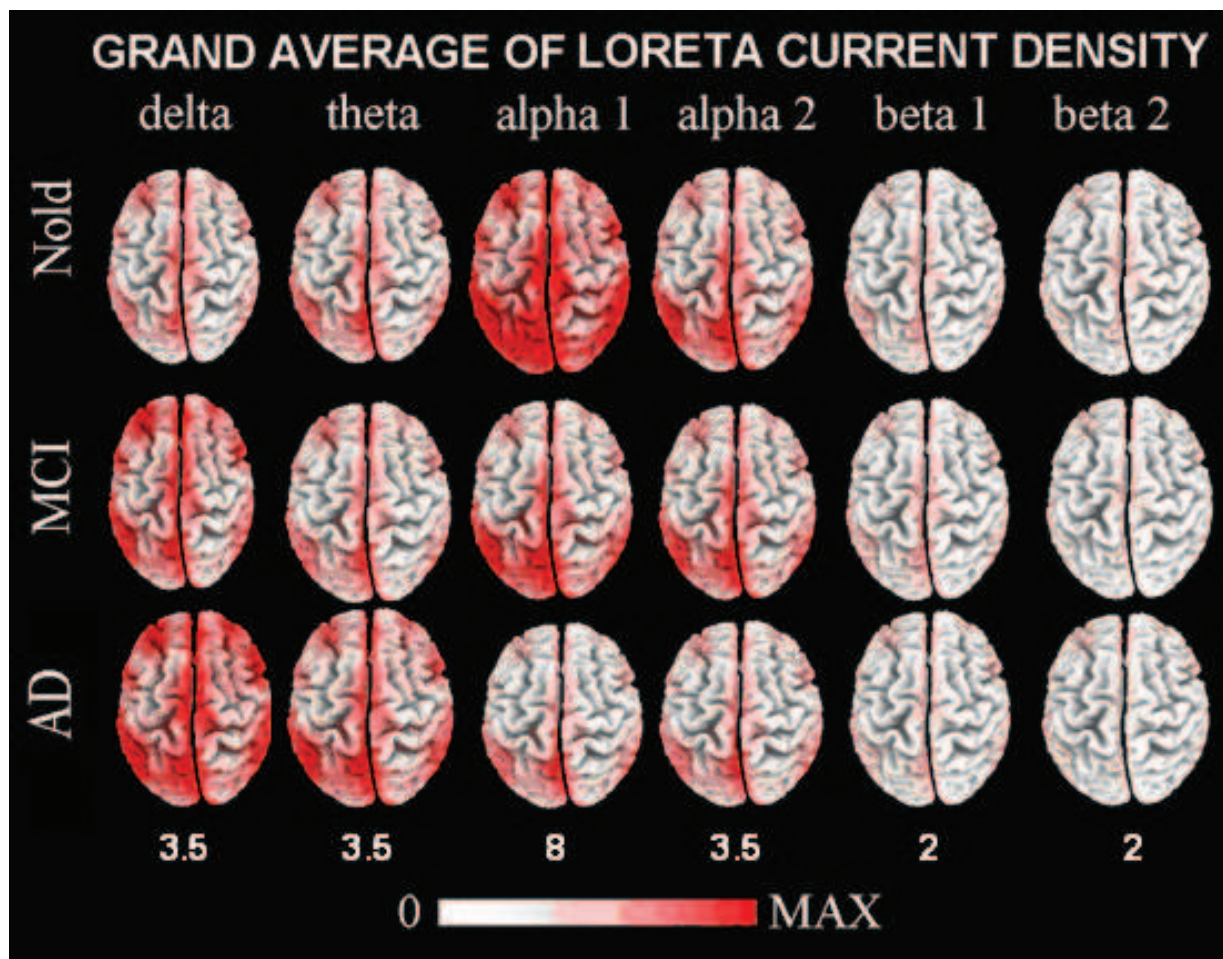 GRAND AVERAGE OF LORETA CURRENT DENSITY
delta theta alpha 1 alpha 2 beta 1 beta 2
Nold
MCI
AD
3.5 3.5 8 3.5 2 2
0 MAX